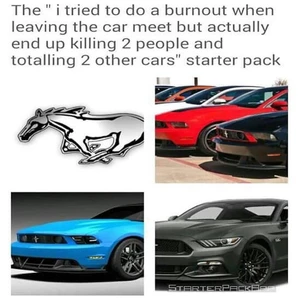 The " i tried to do a burnout when
leaving the car meet but actually
end up killing 2 people and
totalling 2 other cars" starter pack
STARTERPACKAPP